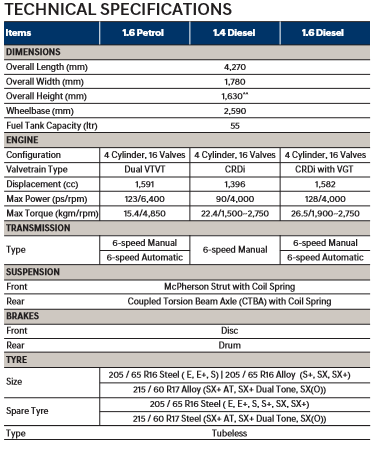 TECHNICAL SPECIFICATIONS
Items 1.6 Petrol 1.4 Diesel 1.6 Diesel
DIMENSIONS
Overall Length (mm) 4,270
Overall Width (mm) 1,780
Overall Height (mm) 1,630**
Wheelbase (mm) 2,590
Fuel Tank Capacity (ltr) 55
ENGINE
Configuration 4 Cylinder, 16 Valves 4 Cylinder, 16 Valves 4 Cylinder, 16 Valves
Valvetrain Type Dual VTVT CRDi CRDi with VGT
Displacement (cc) 1,591 1,396 1,582
Max Power (ps/rpm) 123/6,400 90/4,000 128/4,000
Max Torque (kgm/rpm) 15.4/4,850 22.4/1,500–2,750 26.5/1,900–2,750
TRANSMISSION
Type 6-speed Manual 6-speed Manual 6-speed Manual
6-speed Automatic 6-speed Automatic
SUSPENSION
Front McPherson Strut with Coil Spring
Rear Coupled Torsion Beam Axle (CTBA) with Coil Spring
BRAKES
Front Disc
Rear Drum
TYRE
Size 205 / 65 R16 Steel ( E, E+, S) | 205 / 65 R16 Alloy (S+, SX, SX+)
215 / 60 R17 Alloy (SX+ AT, SX+ Dual Tone, SX(O))
Spare Tyre 205 / 65 R16 Steel ( E, E+, S, S+, SX, SX+)
215 / 60 R17 Steel (SX+ AT, SX+ Dual Tone, SX(O))
Type Tubeless